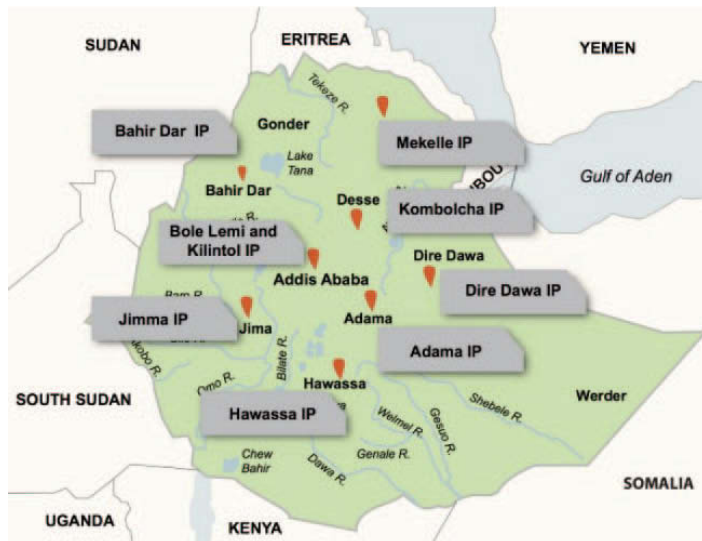 SUDAN
ERITREA
YEMEN
Tekeze R.
Gonder
Bahir Dar IP
Mekelle IP
Lake
Tana
Gulf of Aden
Bahir Dar
Desse
Kombolcha IP
Bole Lemi and
Kilintol IP
Dire Dawa
Addis Ababa
Dire Dawa IP
Jimma IP
Jima
Adama
Adama IP
Bilate R.
Hawassa
Omo R.
SOUTH SUDAN
Hawassa IP
Welmel R.
Gesuo R.
Shebele R.
Werder
Chew
Bahir
Dawa R.
Genale R.
SOMALIA
UGANDA
KENYA